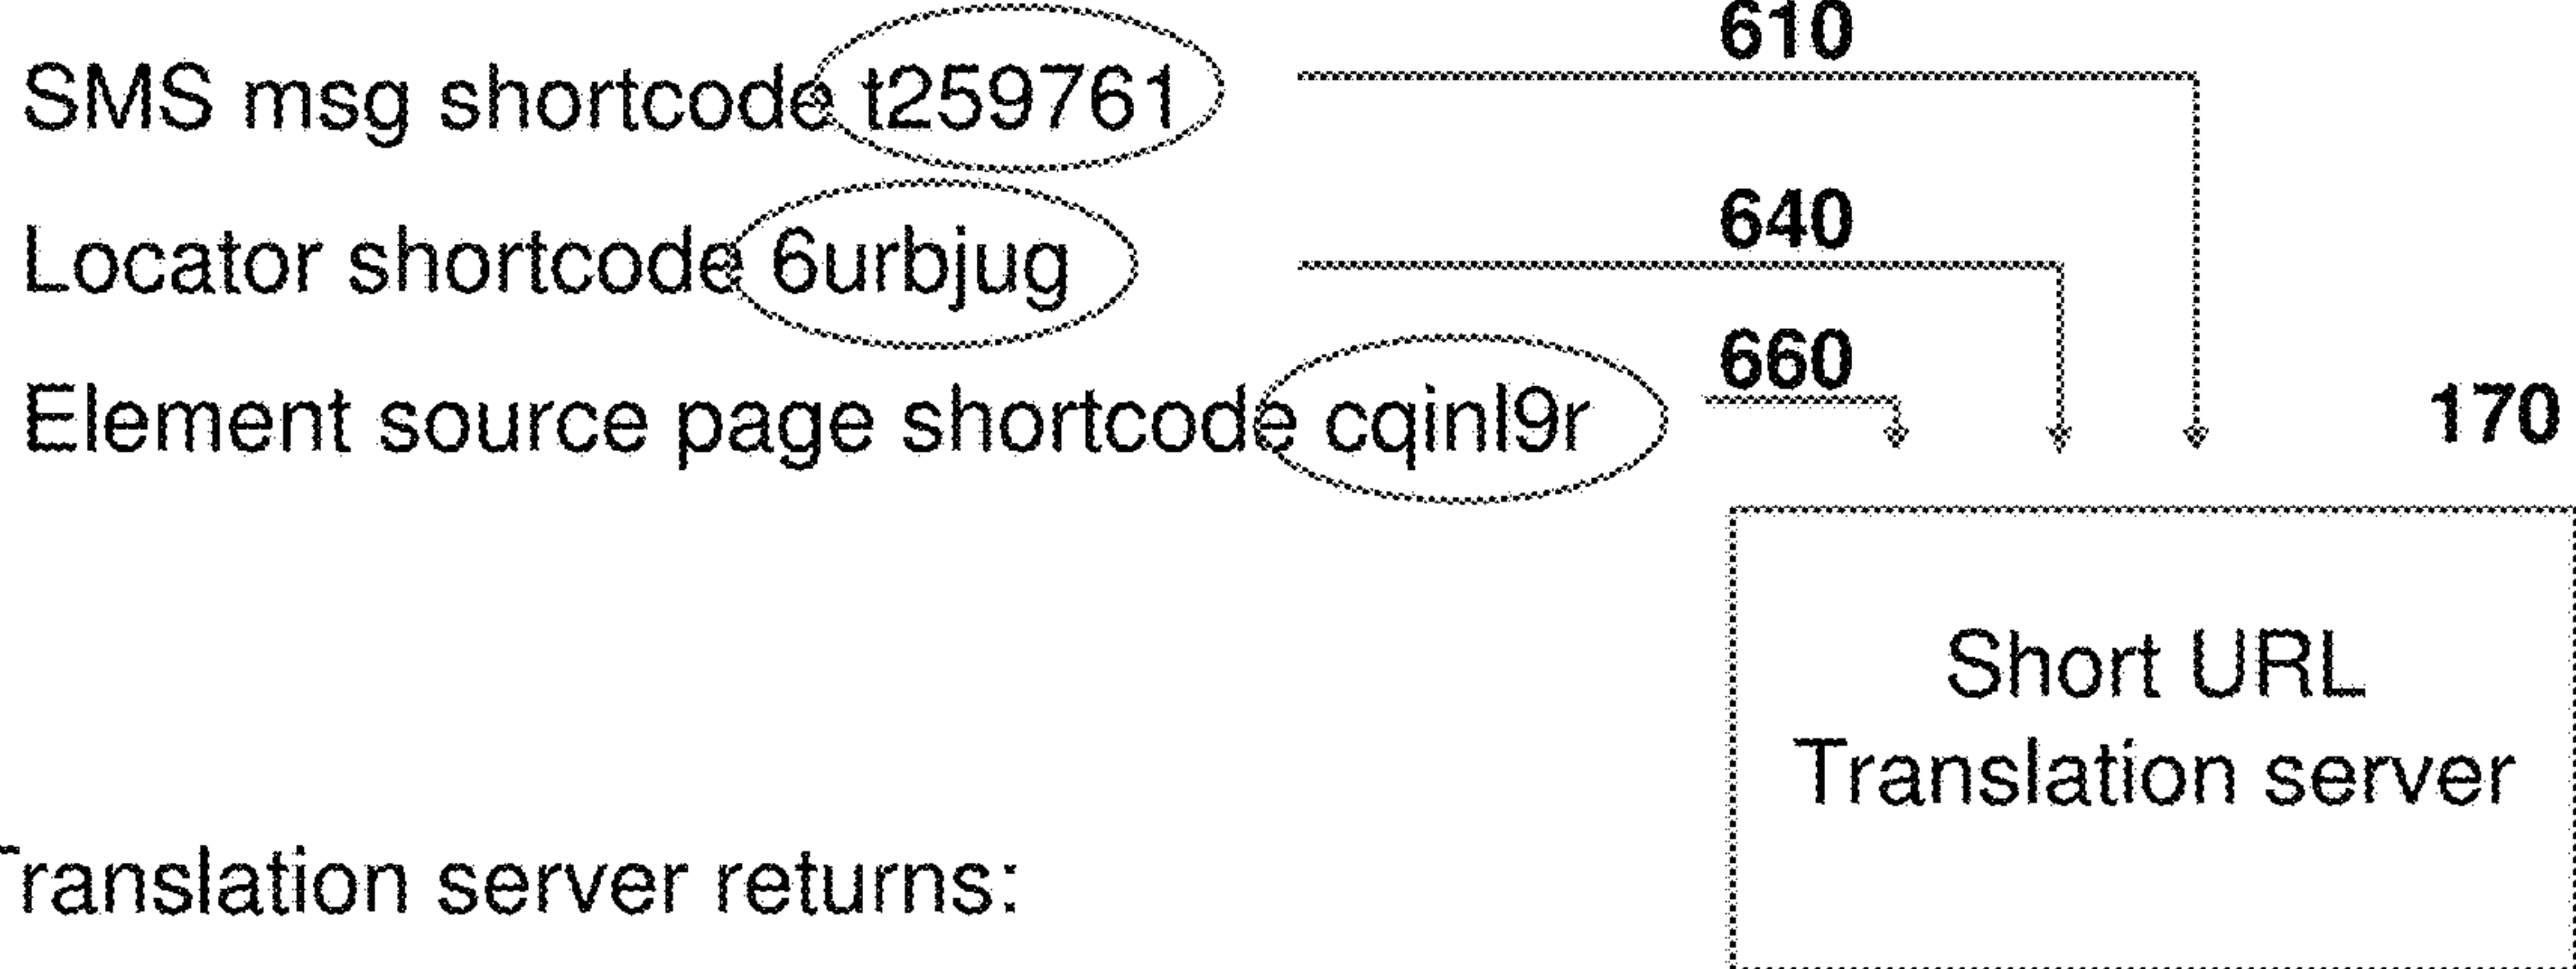 610
SMS msg shortcode t259761
640
Locator shortcode 6urbjug
660
Element source page shortcode cqinl9r
170
Short URL
Translation server
Translation server returns: